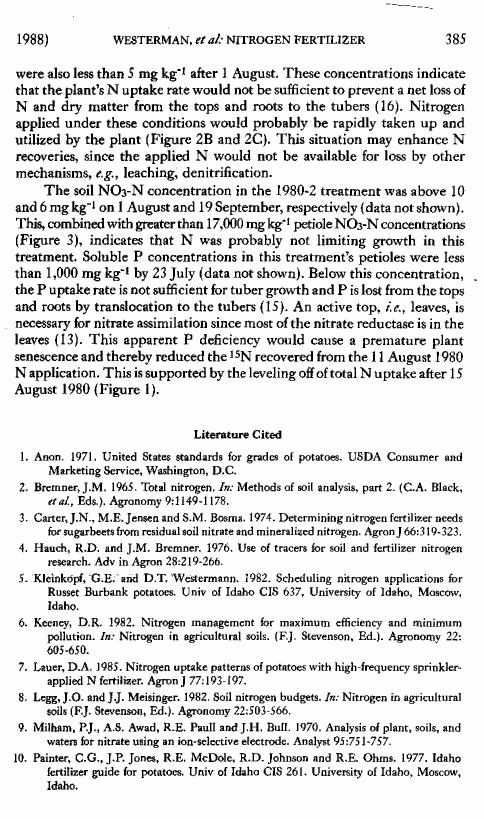 1988) WESTERMAN, et al: NITROGEN FERTILIZER 385
were also less than 5 mg kg⁻¹ after 1 August. These concentrations indicate
that the plant's N uptake rate would not be sufficient to prevent a net loss of
N and dry matter from the tops and roots to the tubers (16). Nitrogen
applied under these conditions would probably be rapidly taken up and
utilized by the plant (Figure 2B and 2C). This situation may enhance N
recoveries, since the applied N would not be available for loss by other
mechanisms, e.g., leaching, denitrification.
The soil NO₃-N concentration in the 1980-2 treatment was above 10
and 6 mg kg⁻¹ on 1 August and 19 September, respectively (data not shown).
This, combined with greater than 17,000 mg kg⁻¹ petiole NO₃-N concentrations
(Figure 3), indicates that N was probably not limiting growth in this
treatment. Soluble P concentrations in this treatment's petioles were less
than 1,000 mg kg⁻¹ by 23 July (data not shown). Below this concentration,
the P uptake rate is not sufficient for tuber growth and P is lost from the tops
and roots by translocation to the tubers (15). An active top, i.e., leaves, is
necessary for nitrate assimilation since most of the nitrate reductase is in the
leaves (13). This apparent P deficiency would cause a premature plant
senescence and thereby reduced the ¹⁵N recovered from the 11 August 1980
N application. This is supported by the leveling off of total N uptake after 15
August 1980 (Figure 1).
Literature Cited
1. Anon. 1971. United States standards for grades of potatoes. USDA Consumer and
Marketing Service, Washington, D.C.
2. Bremner, J.M. 1965. Total nitrogen. In: Methods of soil analysis, part 2. (C.A. Black,
et al., Eds.). Agronomy 9:1149-1178.
3. Carter, J.N., M.E. Jensen and S.M. Bosma. 1974. Determining nitrogen fertilizer needs
for sugarbeets from residual soil nitrate and mineralized nitrogen. Agron J 66:319-323.
4. Hauch, R.D. and J.M. Bremner. 1976. Use of tracers for soil and fertilizer nitrogen
research. Adv in Agron 28:219-266.
5. Kleinkopf, G.E. and D.T. Westermann. 1982. Scheduling nitrogen applications for
Russet Burbank potatoes. Univ of Idaho CIS 637, University of Idaho, Moscow,
Idaho.
6. Keeney, D.R. 1982. Nitrogen management for maximum efficiency and minimum
pollution. In: Nitrogen in agricultural soils. (F.J. Stevenson, Ed.). Agronomy 22:
605-650.
7. Lauer, D.A. 1985. Nitrogen uptake patterns of potatoes with high-frequency sprinkler-
applied N fertilizer. Agron J 77:193-197.
8. Legg, J.O. and J.J. Meisinger. 1982. Soil nitrogen budgets. In: Nitrogen in agricultural
soils (F.J. Stevenson, Ed.). Agronomy 22:503-566.
9. Milham, P.J., A.S. Awad, R.E. Paull and J.H. Bull. 1970. Analysis of plant, soils, and
waters for nitrate using an ion-selective electrode. Analyst 95:751-757.
10. Painter, C.G., J.P. Jones, R.E. McDole, R.D. Johnson and R.E. Ohms. 1977. Idaho
fertilizer guide for potatoes. Univ of Idaho CIS 261. University of Idaho, Moscow,
Idaho.